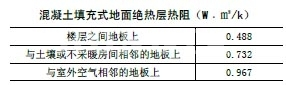 混凝土填充式地面绝热层热阻（W．m²/k）
楼层之间地板上 0.488
与土壤或不采暖房间相邻的地板上 0.732
与室外空气相邻的地板上 0.967